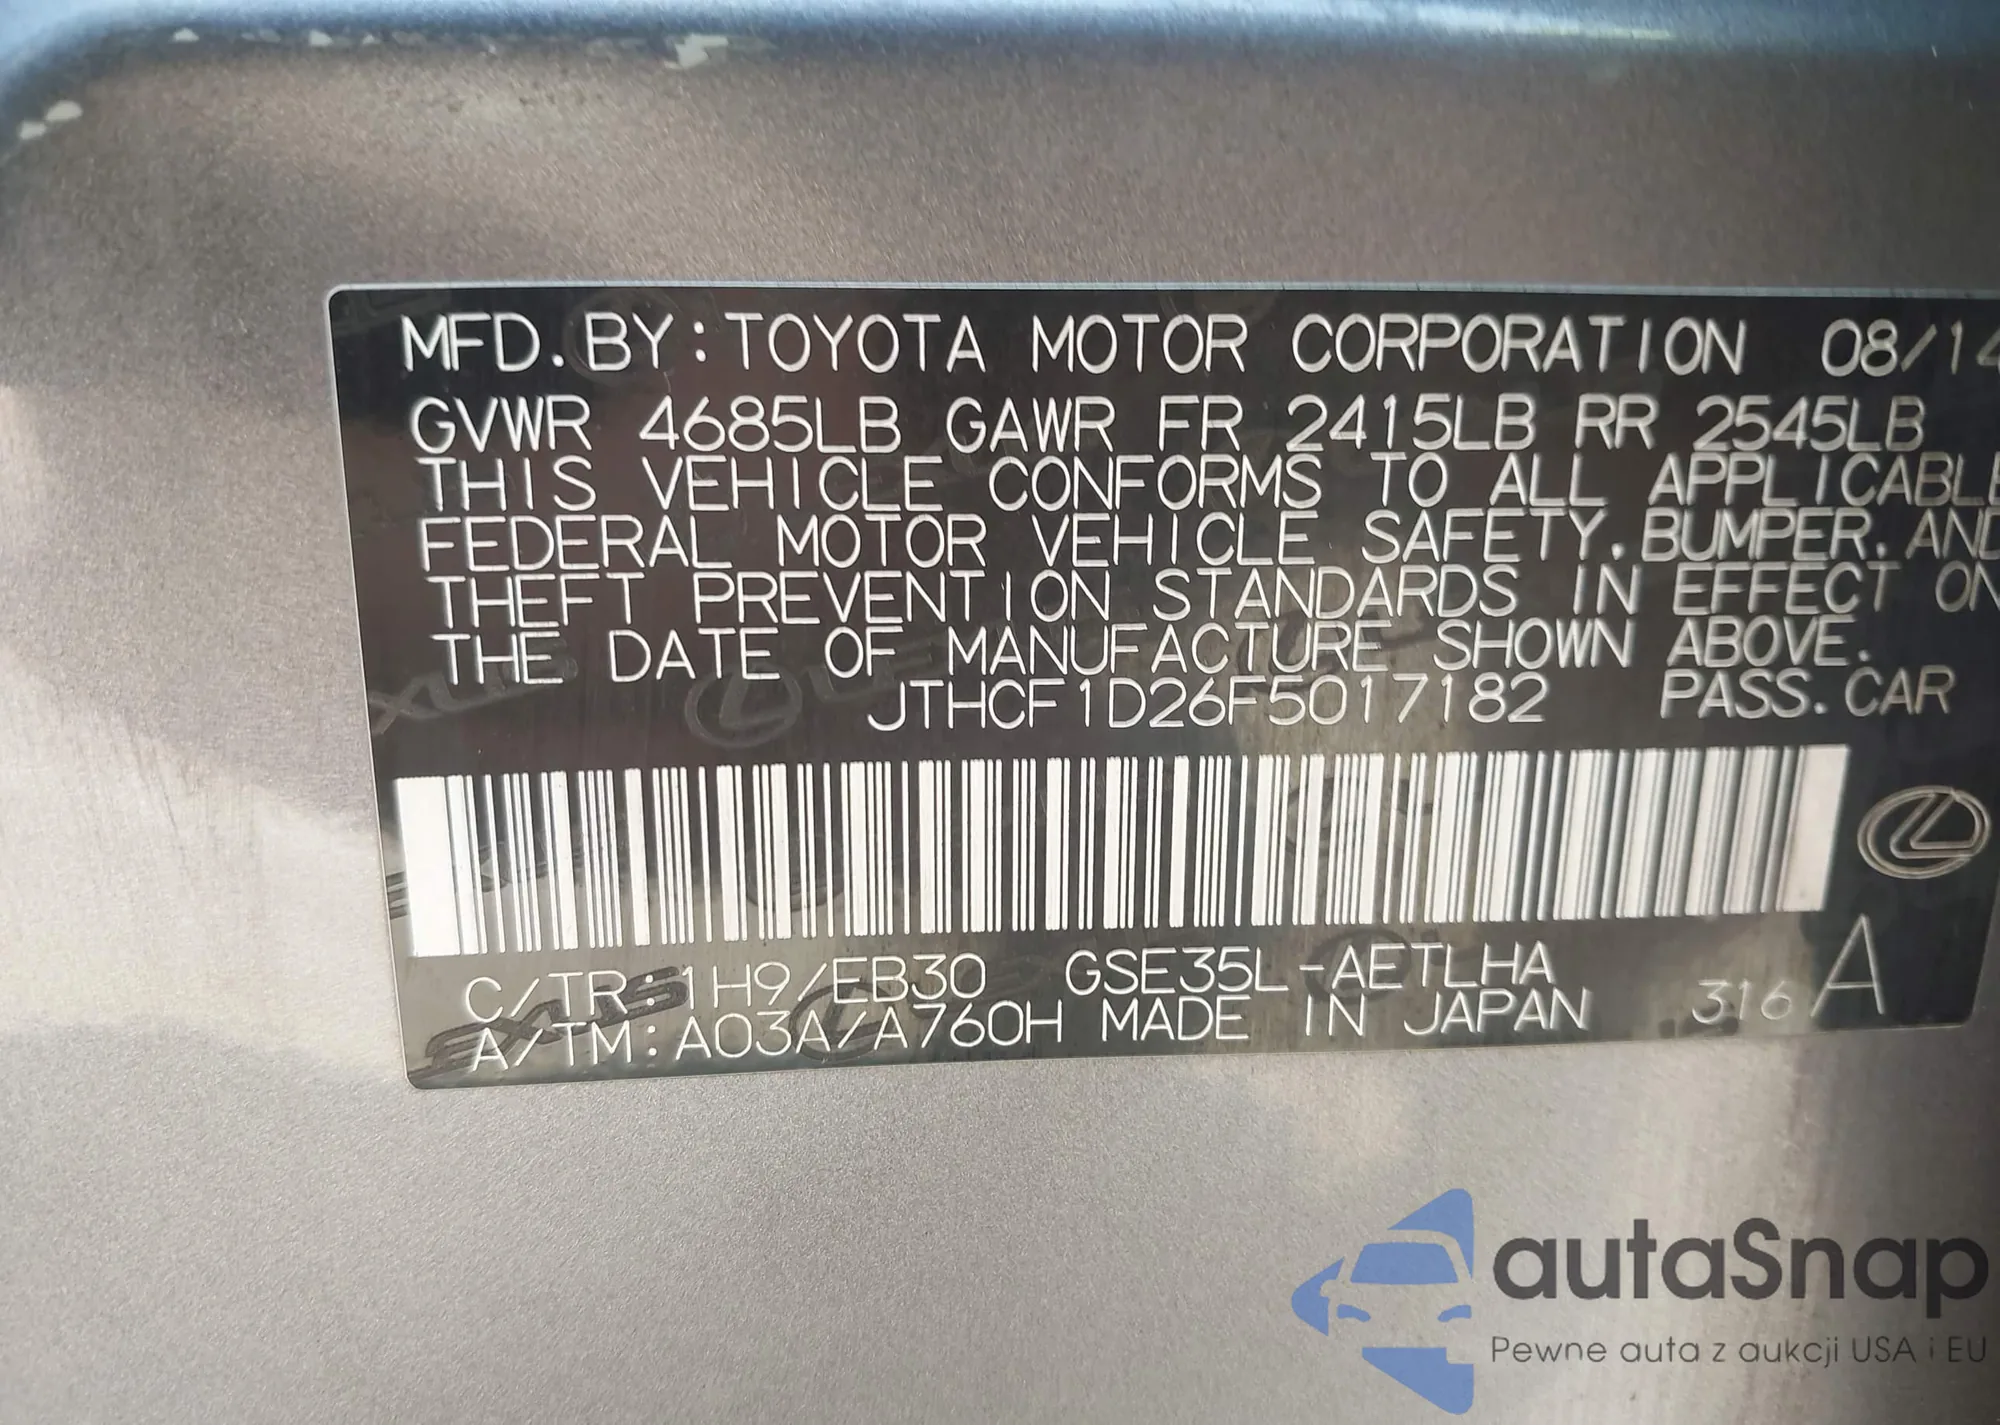 MFD.BY:TOYOTA MOTOR CORPORATION 08/14
GVWR 4685LB GAWR FR 2415LB RR 2545LB
THIS VEHICLE CONFORMS TO ALL APPLICABLE
FEDERAL MOTOR VEHICLE SAFETY.BUMPER.AND
THEFT PREVENTION STANDARDS IN EFFECT ON
THE DATE OF MANUFACTURE SHOWN ABOVE.
JTHCF1D26F5017182 PASS.CAR
C/TR:1H9/EB30 GSE35L-AETLHA
A/TM:A03A/A760H MADE IN JAPAN 316 A
autaSnap
Pewne auta z aukcji USA i EU